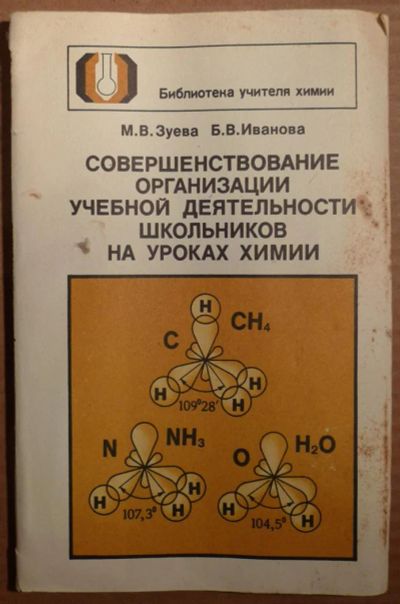 Библиотека учителя химии
М.В.Зуева Б.В.Иванова
СОВЕРШЕНСТВОВАНИЕ
ОРГАНИЗАЦИИ
УЧЕБНОЙ ДЕЯТЕЛЬНОСТИ
ШКОЛЬНИКОВ
НА УРОКАХ ХИМИИ
H
C CH₄
H H H
109°28'
N NH₃
H H H
107,3°
O H₂O
H H
104,5°